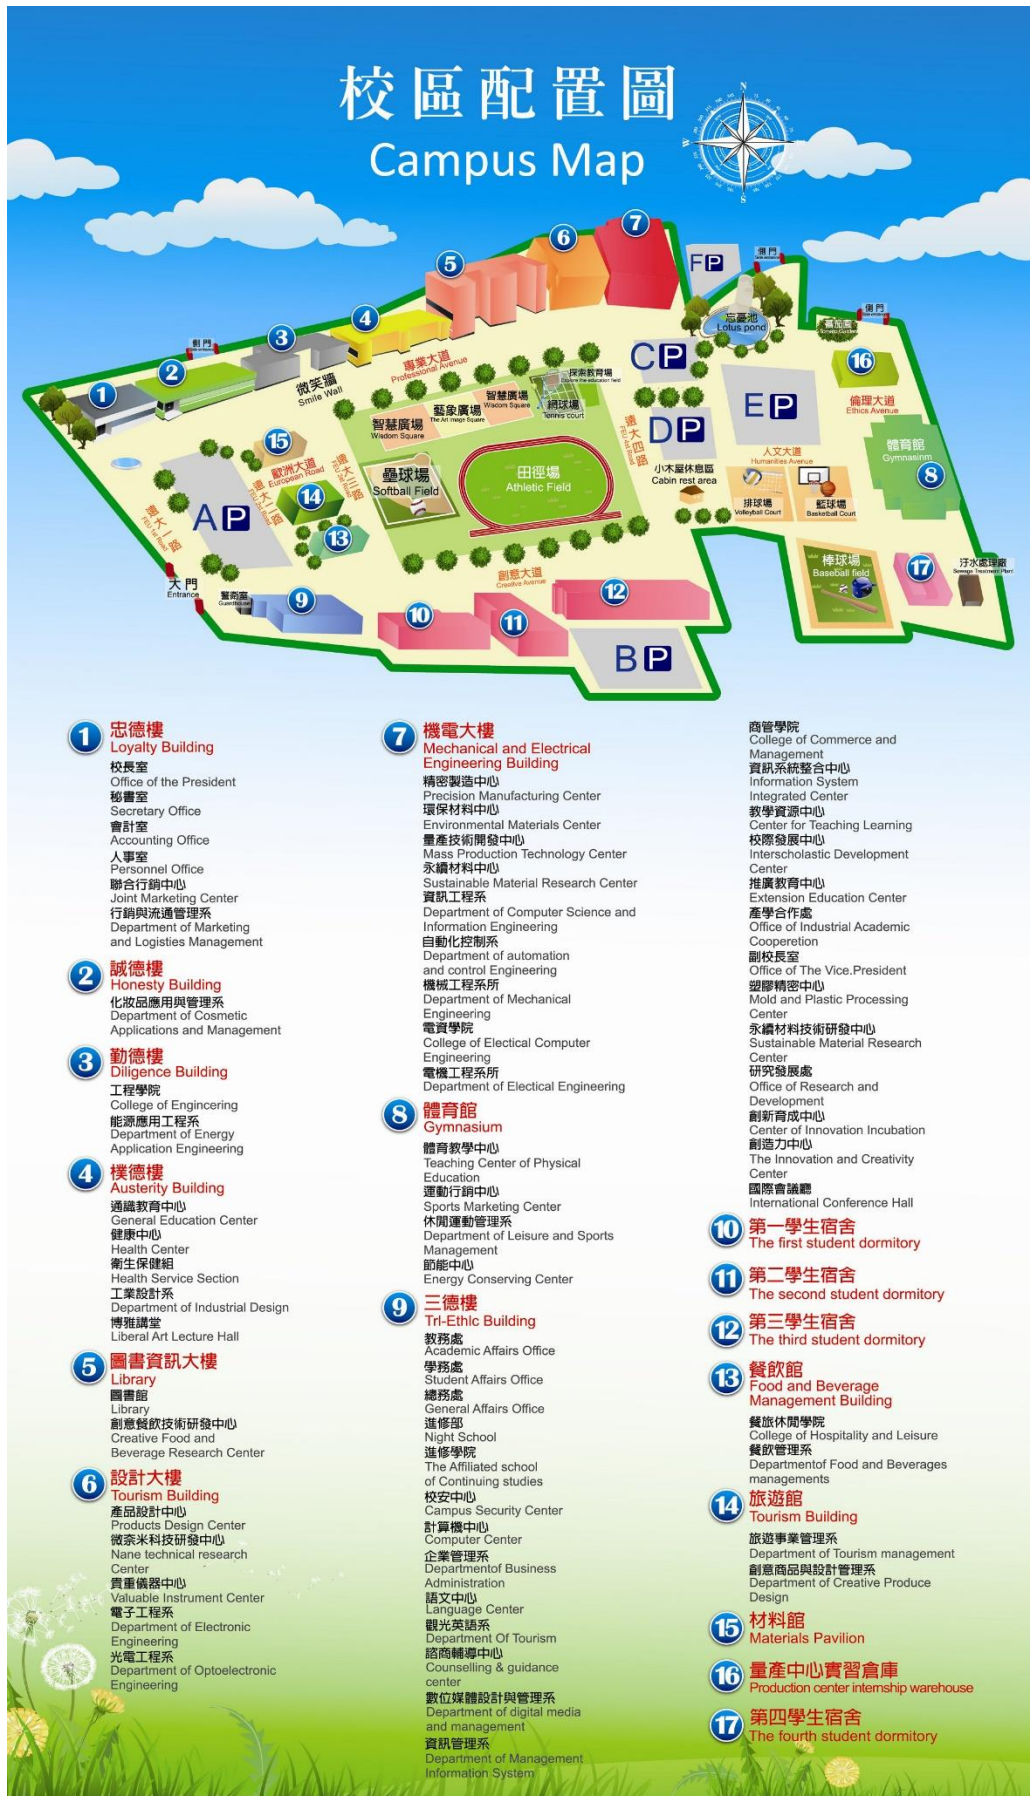 校區配置圖
Campus Map
N
W
S
7
6
5
4
3
2
1
側門
FP
側門
忘憂池
Lotus pond
側門
蕃茄園
16
倫理大道
Ethics Avenue
專業大道
Professional Avenue
微笑牆
Smile Wall
探索教育場
Explore the education field
智慧廣場
Wisdom Square
網球場
Tennis court
藝象廣場
The Art Image Square
智慧廣場
Wisdom Square
CP
DP
EP
遠大四路
人文大道
Humanities Avenue
體育館
Gymnasinm
8
15
歐洲大道
European Road
14
13
遠大三路
遠大二路
遠大一路
AP
壘球場
Softball Field
田徑場
Athletic Field
小木屋休息區
Cabin rest area
排球場
Volleyball Court
籃球場
Basketball Court
創意大道
Creative Avenue
棒球場
Baseball field
17
汙水處理廠
Sewage Treatment Plant
大門
Entrance
警衛室
Guardhouse
9
10
11
12
BP
1 忠德樓
Loyalty Building
校長室
Office of the President
秘書室
Secretary Office
會計室
Accounting Office
人事室
Personnel Office
聯合行銷中心
Joint Marketing Center
行銷與流通管理系
Department of Marketing
and Logisties Management
2 誠德樓
Honesty Building
化妝品應用與管理系
Department of Cosmetic
Applications and Management
3 勤德樓
Diligence Building
工程學院
College of Engincering
能源應用工程系
Department of Energy
Application Engineering
4 樸德樓
Austerity Building
通識教育中心
General Education Center
健康中心
Health Center
衛生保健組
Health Service Section
工業設計系
Department of Industrial Design
博雅講堂
Liberal Art Lecture Hall
5 圖書資訊大樓
Library
圖書館
Library
創意餐飲技術研發中心
Creative Food and
Beverage Research Center
6 設計大樓
Tourism Building
產品設計中心
Products Design Center
微奈米科技研發中心
Nane technical research
Center
貴重儀器中心
Valuable Instrument Center
電子工程系
Department of Electronic
Engineering
光電工程系
Department of Optoelectronic
Engineering
7 機電大樓
Mechanical and Electrical
Engineering Building
精密製造中心
Precision Manufacturing Center
環保材料中心
Environmental Materials Center
量產技術開發中心
Mass Production Technology Center
永續材料中心
Sustainable Material Research Center
資訊工程系
Department of Computer Science and
Information Engineering
自動化控制系
Department of automation
and control Engineering
機械工程系所
Department of Mechanical
Engineering
電資學院
College of Electical Computer
Engineering
電機工程系所
Department of Electical Engineering
8 體育館
Gymnasium
體育教學中心
Teaching Center of Physical
Education
運動行銷中心
Sports Marketing Center
休閒運動管理系
Department of Leisure and Sports
Management
節能中心
Energy Conserving Center
9 三德樓
Trl-Ethlc Building
教務處
Academic Affairs Office
學務處
Student Affairs Office
總務處
General Affairs Office
進修部
Night School
進修學院
The Affiliated school
of Continuing studies
校安中心
Campus Security Center
計算機中心
Computer Center
企業管理系
Departmentof Business
Administration
語文中心
Language Center
觀光英語系
Department Of Tourism
諮商輔導中心
Counselling & guidance
center
數位媒體設計與管理系
Department of digital media
and management
資訊管理系
Department of Management
Information System
商管學院
College of Commerce and
Management
資訊系統整合中心
Information System
Integrated Center
教學資源中心
Center for Teaching Learning
校際發展中心
Interscholastic Development
Center
推廣教育中心
Extension Education Center
產學合作處
Office of Industrial Academic
Cooperetion
副校長室
Office of The Vice.President
塑膠精密中心
Mold and Plastic Processing
Center
永續材料技術研發中心
Sustainable Material Research
Center
研究發展處
Office of Research and
Development
創新育成中心
Center of Innovation Incubation
創造力中心
The Innovation and Creativity
Center
國際會議廳
International Conference Hall
10 第一學生宿舍
The first student dormitory
11 第二學生宿舍
The second student dormitory
12 第三學生宿舍
The third student dormitory
13 餐飲館
Food and Beverage
Management Building
餐旅休閒學院
College of Hospitality and Leisure
餐飲管理系
Departmentof Food and Beverages
managements
14 旅遊館
Tourism Building
旅遊事業管理系
Department of Tourism management
創意商品與設計管理系
Department of Creative Produce
Design
15 材料館
Materials Pavilion
16 量產中心實習倉庫
Production center internship warehouse
17 第四學生宿舍
The fourth student dormitory